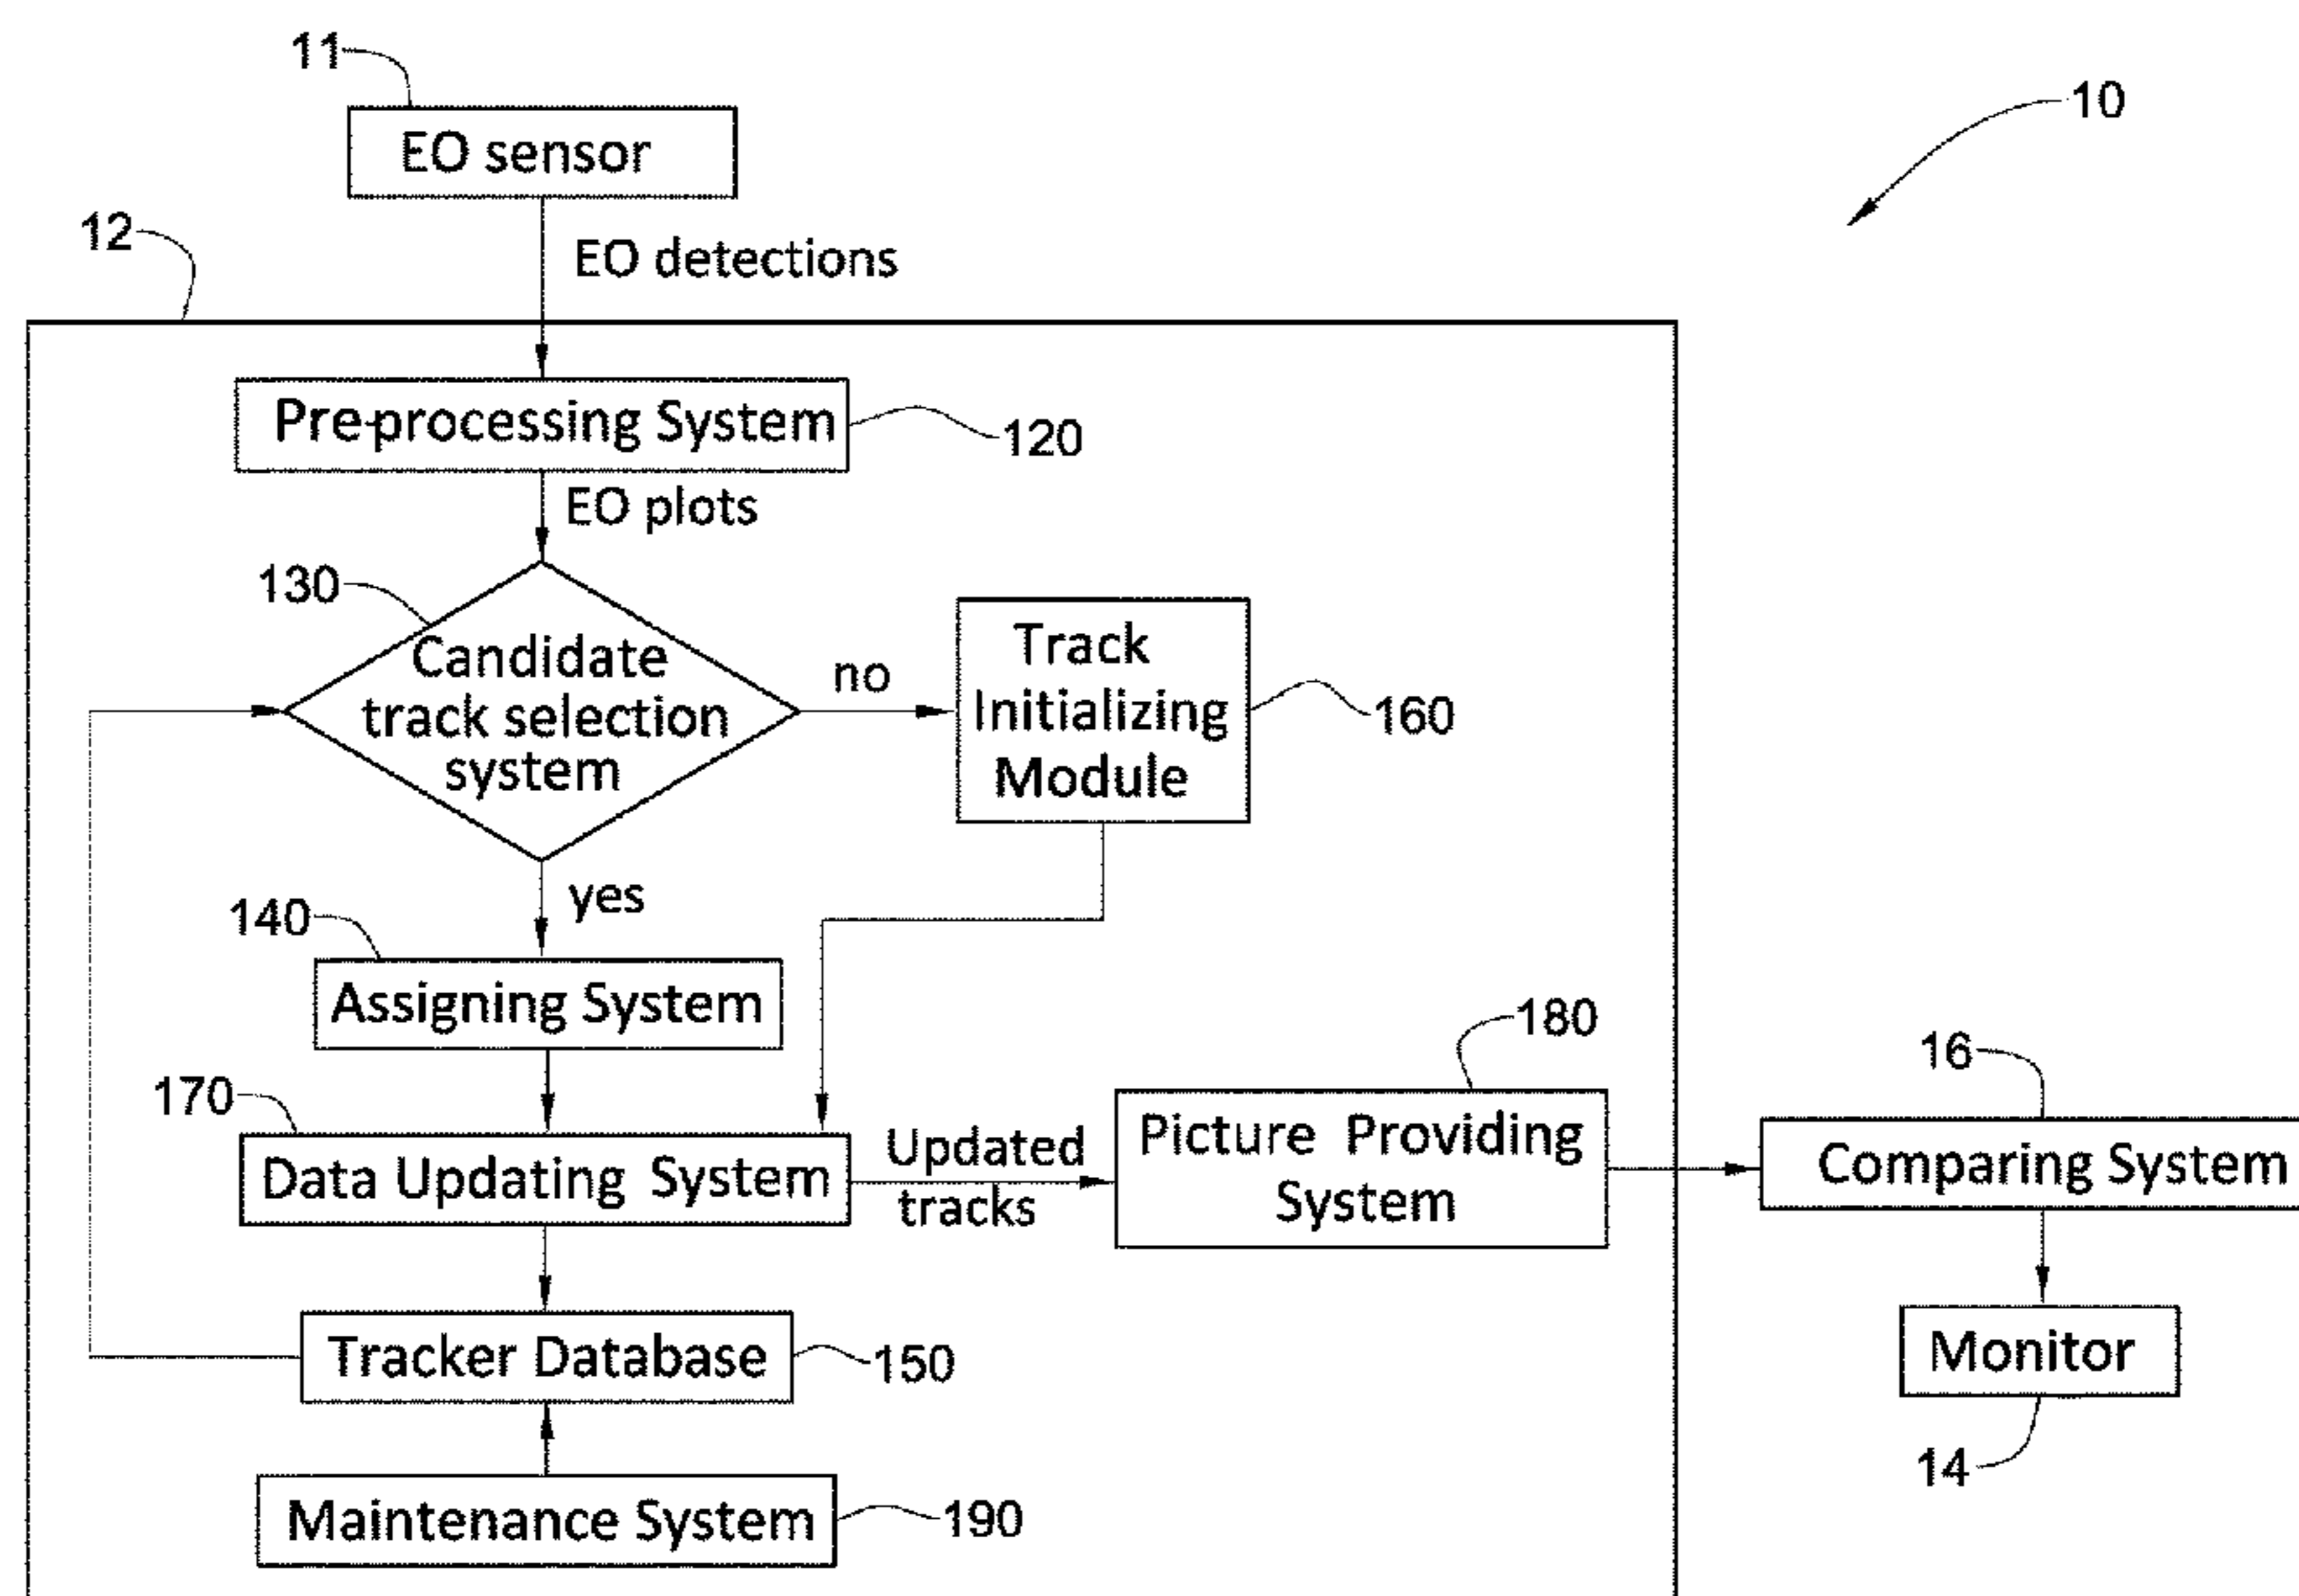 11
EO sensor
10
12
EO detections
Pre-processing System
120
EO plots
130
Candidate
track selection
system
no
Track
Initializing
Module
160
yes
140
Assigning System
180
16
170
Data Updating System
Updated
tracks
Picture Providing
System
Comparing System
Tracker Database
150
Monitor
14
Maintenance System
190